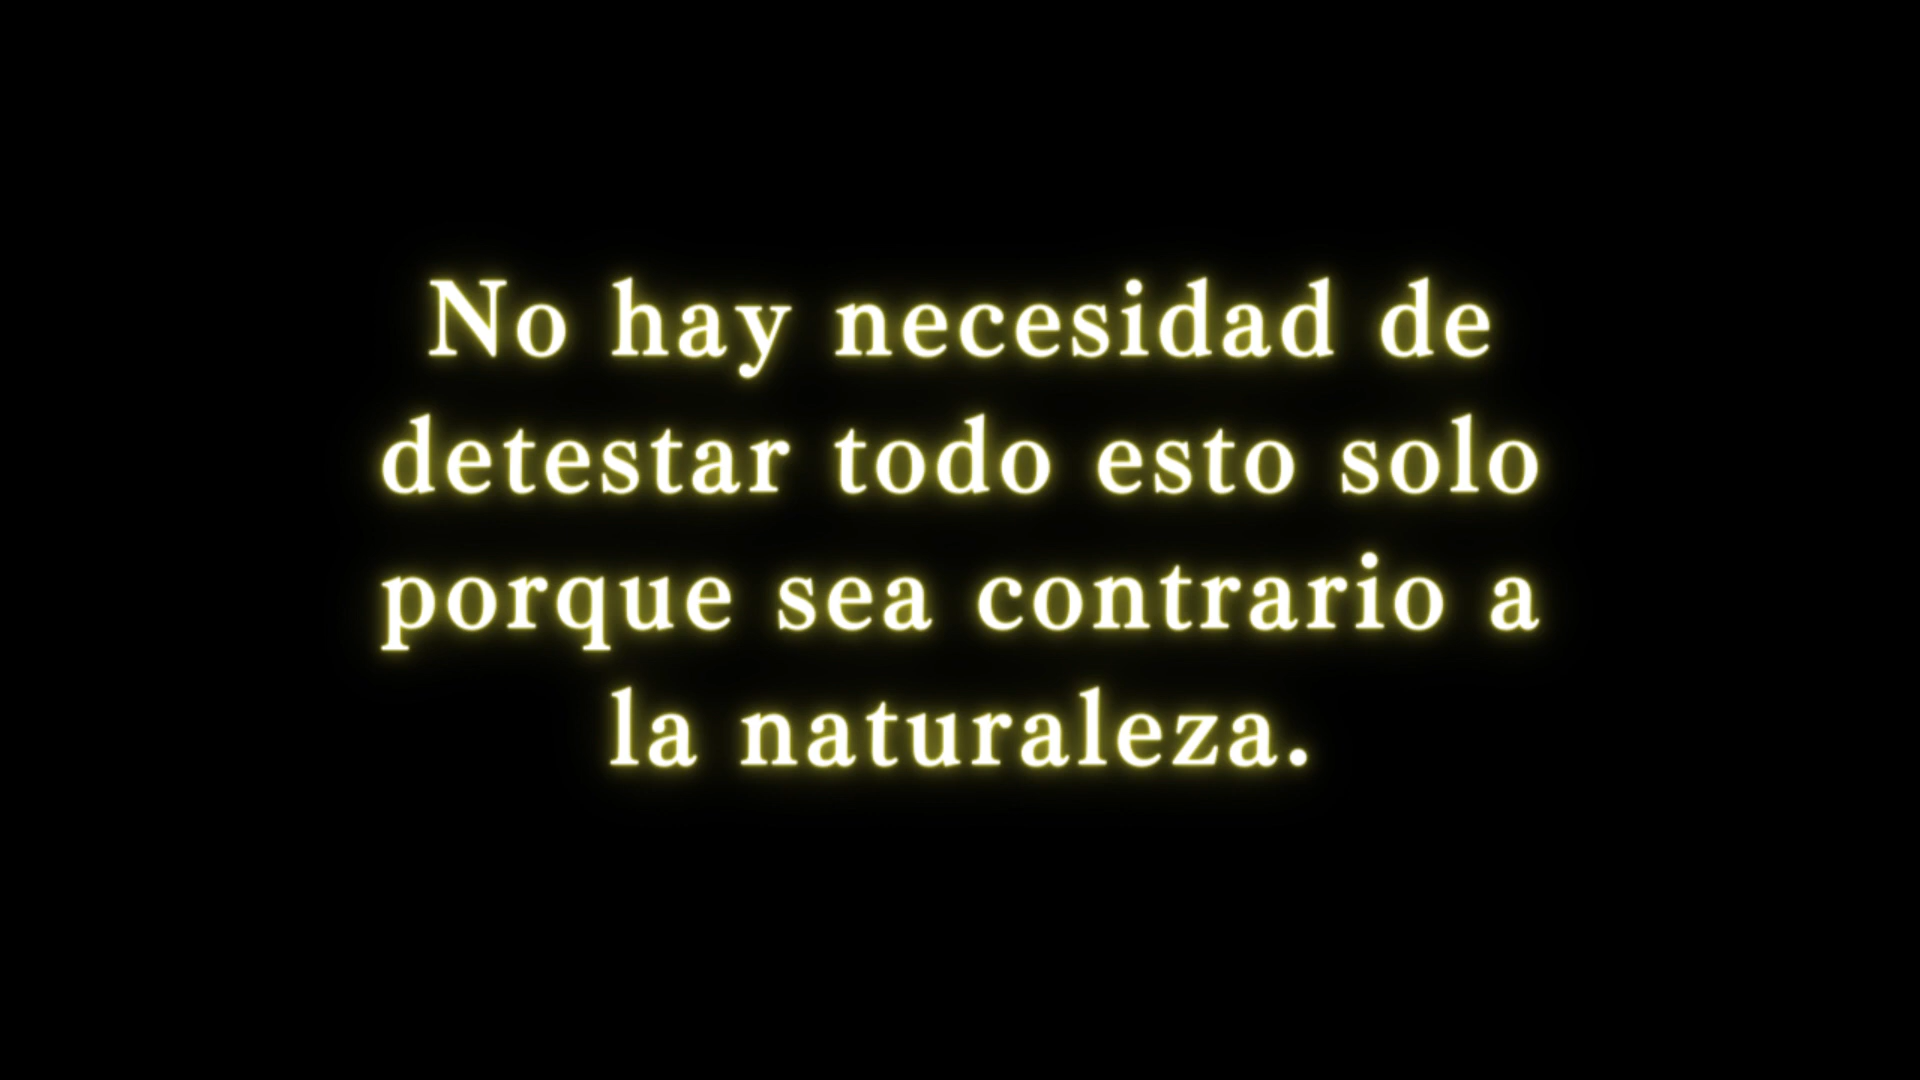 No hay necesidad de
detestar todo esto solo
porque sea contrario a
la naturaleza.